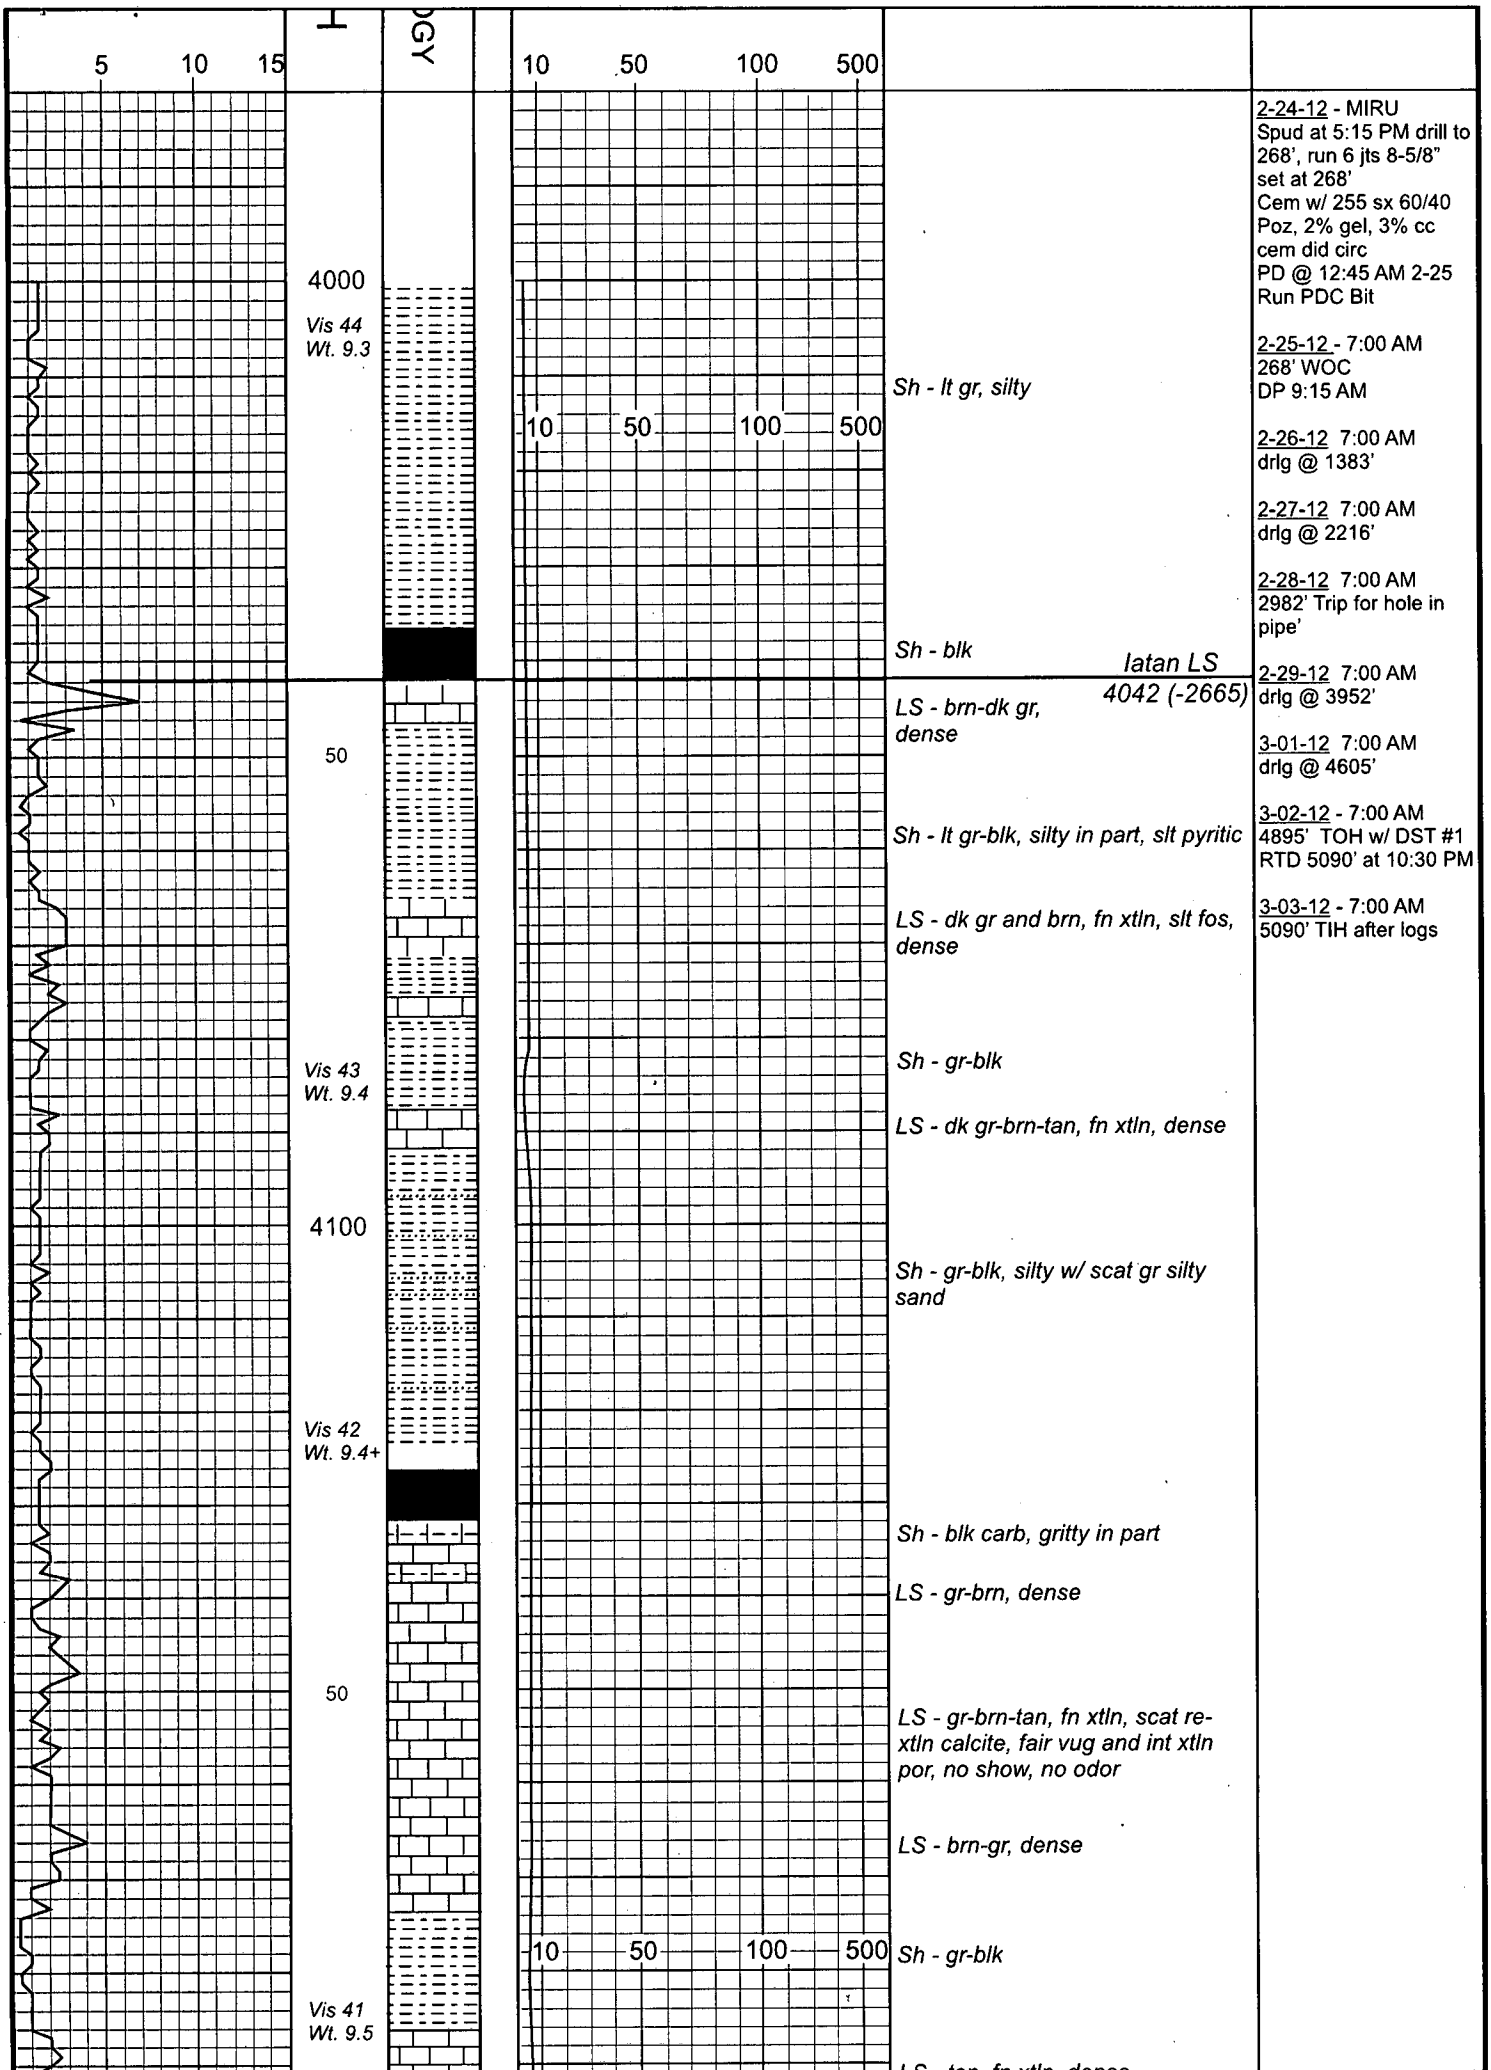 H
OGY
5 10 15
10 50 100 500
4000
Vis 44
Wt. 9.3
50
Vis 43
Wt. 9.4
4100
Vis 42
Wt. 9.4+
50
Vis 41
Wt. 9.5
10 50 100 500
10 50 100 500
Sh - lt gr, silty
Sh - blk
Iatan LS
4042 (-2665)
LS - brn-dk gr,
dense
Sh - lt gr-blk, silty in part, slt pyritic
LS - dk gr and brn, fn xtln, slt fos,
dense
Sh - gr-blk
LS - dk gr-brn-tan, fn xtln, dense
Sh - gr-blk, silty w/ scat gr silty
sand
Sh - blk carb, gritty in part
LS - gr-brn, dense
LS - gr-brn-tan, fn xtln, scat re-
xtln calcite, fair vug and int xtln
por, no show, no odor
LS - brn-gr, dense
Sh - gr-blk
LS - tan, fn xtln, dense
2-24-12 - MIRU
Spud at 5:15 PM drill to
268', run 6 jts 8-5/8"
set at 268'
Cem w/ 255 sx 60/40
Poz, 2% gel, 3% cc
cem did circ
PD @ 12:45 AM 2-25
Run PDC Bit
2-25-12 - 7:00 AM
268' WOC
DP 9:15 AM
2-26-12 7:00 AM
drlg @ 1383'
2-27-12 7:00 AM
drlg @ 2216'
2-28-12 7:00 AM
2982' Trip for hole in
pipe'
2-29-12 7:00 AM
drlg @ 3952'
3-01-12 7:00 AM
drlg @ 4605'
3-02-12 - 7:00 AM
4895' TOH w/ DST #1
RTD 5090' at 10:30 PM
3-03-12 - 7:00 AM
5090' TIH after logs